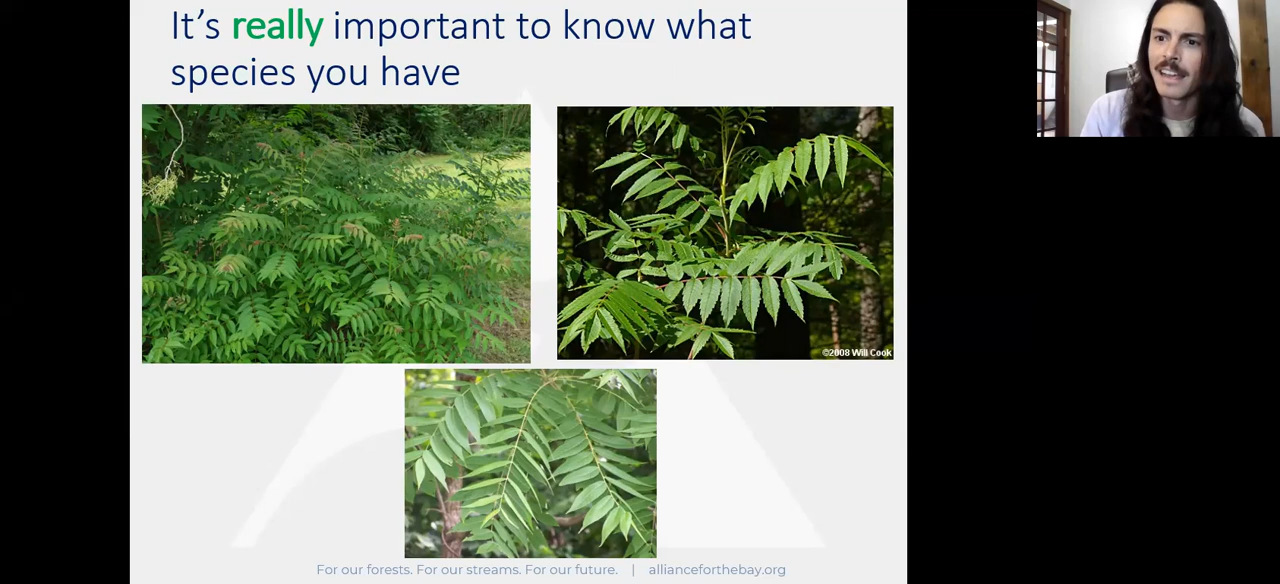 It’s really important to know what
species you have
©2008 Will Cook
For our forests. For our streams. For our future. | allianceforthebay.org